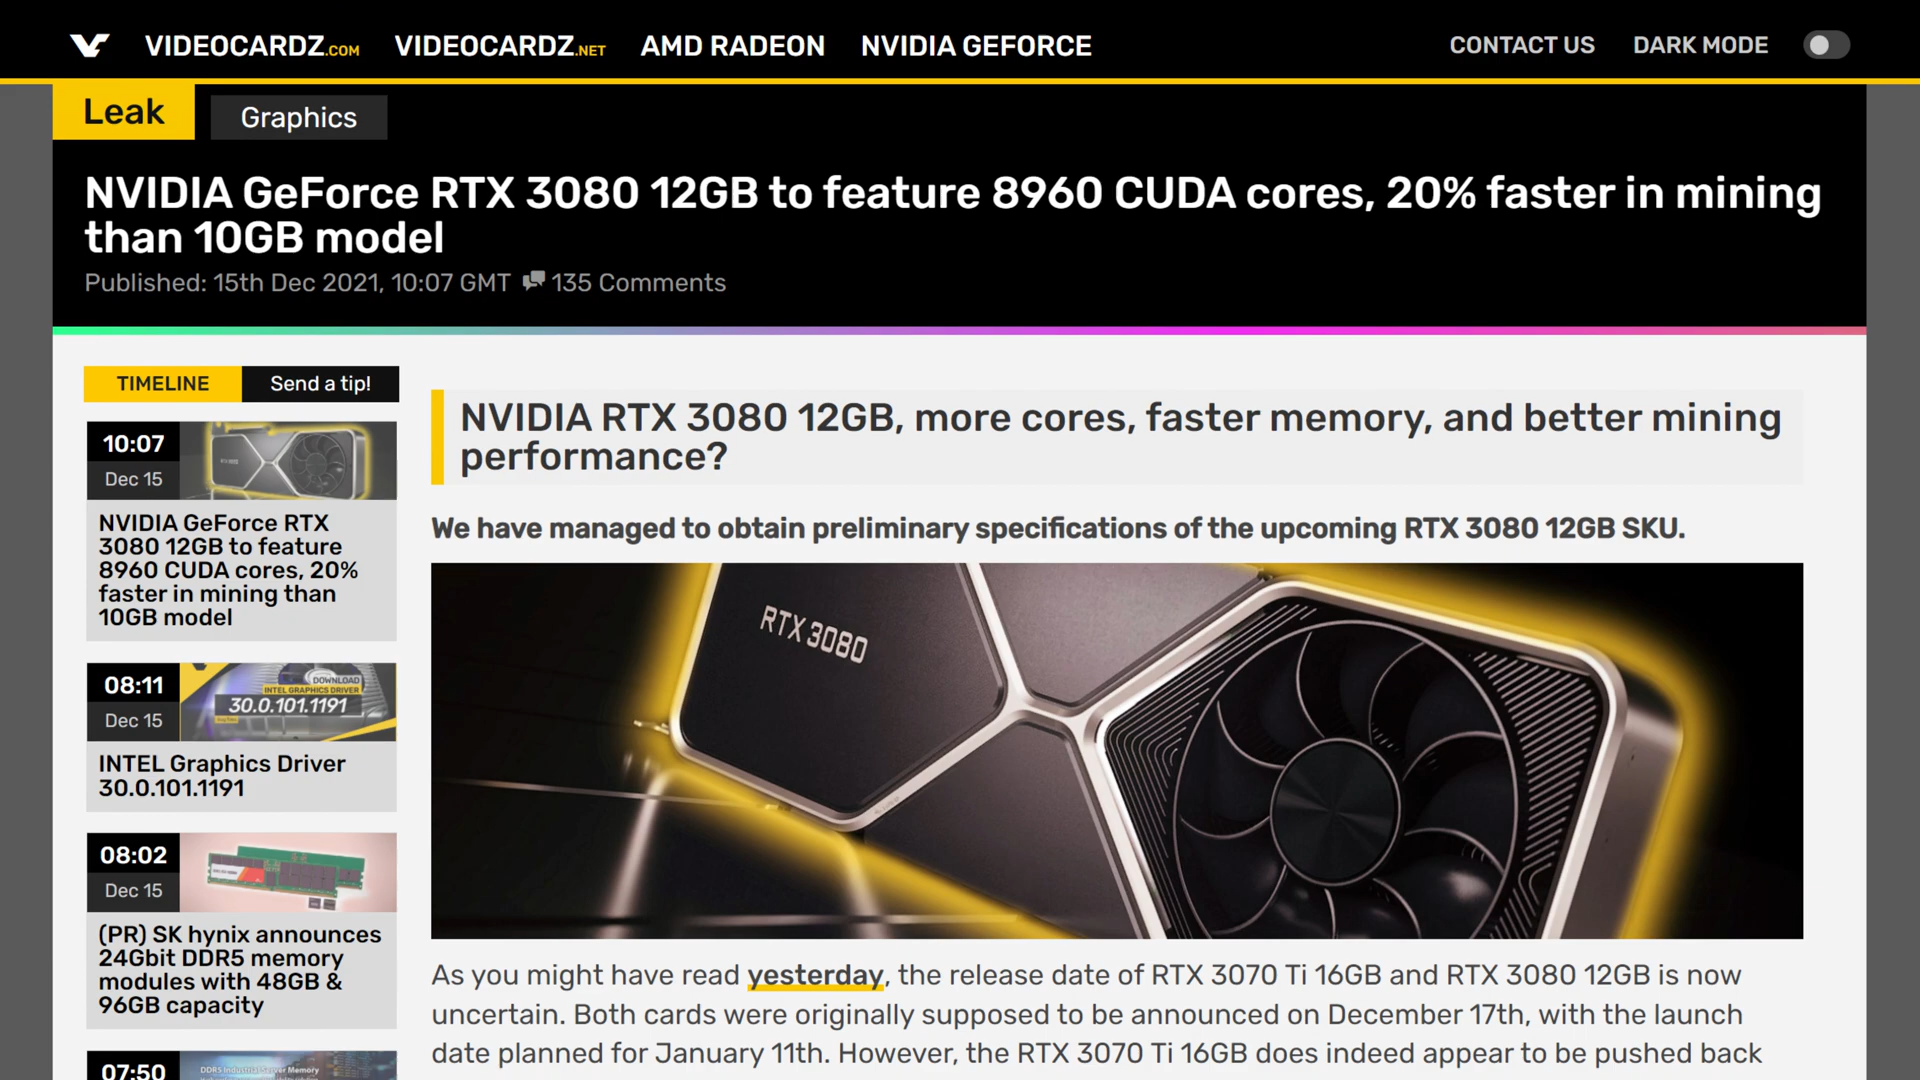 VIDEOCARDZ.COM VIDEOCARDZ.NET AMD RADEON NVIDIA GEFORCE CONTACT US DARK MODE
Leak Graphics
NVIDIA GeForce RTX 3080 12GB to feature 8960 CUDA cores, 20% faster in mining
than 10GB model
Published: 15th Dec 2021, 10:07 GMT 135 Comments
TIMELINE Send a tip!
10:07
Dec 15
NVIDIA GeForce RTX
3080 12GB to feature
8960 CUDA cores, 20%
faster in mining than
10GB model
08:11
Dec 15
DOWNLOAD
INTEL GRAPHICS DRIVER
30.0.101.1191
INTEL Graphics Driver
30.0.101.1191
08:02
Dec 15
(PR) SK hynix announces
24Gbit DDR5 memory
modules with 48GB &
96GB capacity
07:50
DDR5 Industrial Server Memory
NVIDIA RTX 3080 12GB, more cores, faster memory, and better mining
performance?
We have managed to obtain preliminary specifications of the upcoming RTX 3080 12GB SKU.
RTX 3080
As you might have read yesterday, the release date of RTX 3070 Ti 16GB and RTX 3080 12GB is now
uncertain. Both cards were originally supposed to be announced on December 17th, with the launch
date planned for January 11th. However, the RTX 3070 Ti 16GB does indeed appear to be pushed back